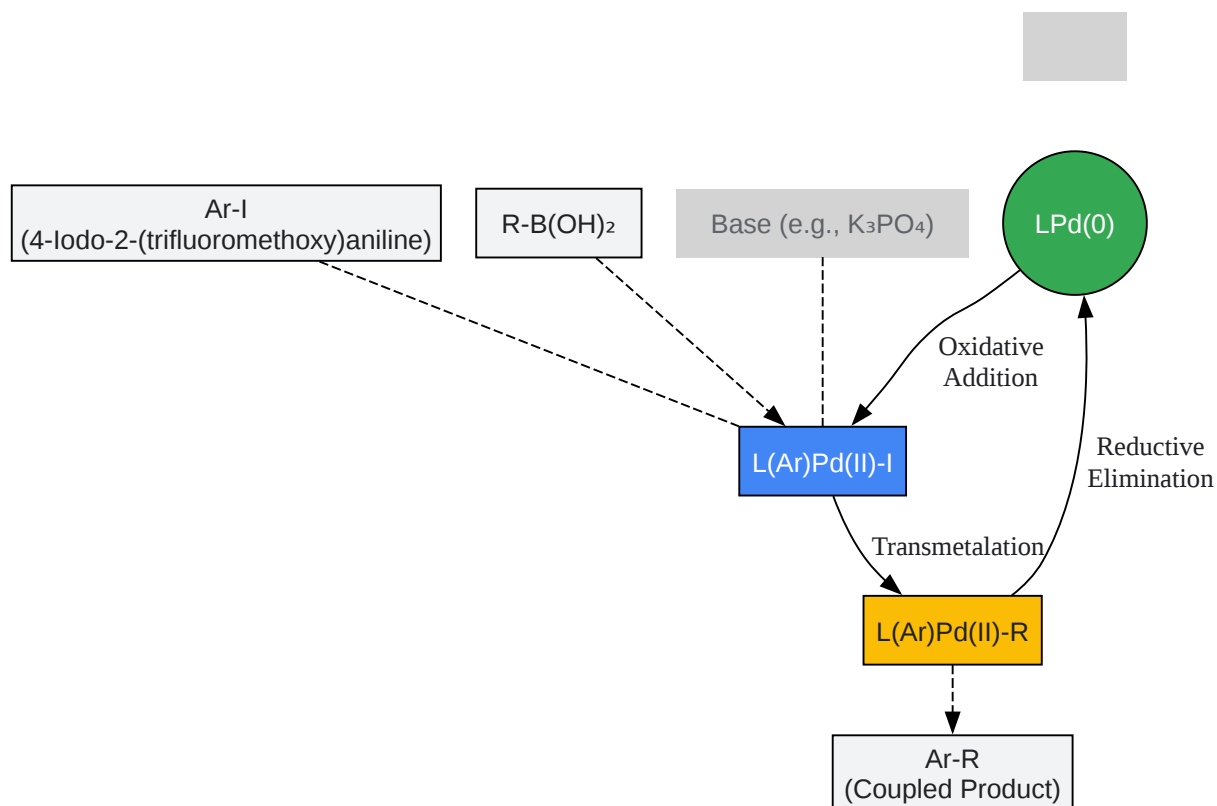 Ar-I
(4-Iodo-2-(trifluoromethoxy)aniline)
R-B(OH)₂
Base (e.g., K₃PO₄)
LPd(0)
Oxidative
Addition
L(Ar)Pd(II)-I
Reductive
Elimination
Transmetalation
L(Ar)Pd(II)-R
Ar-R
(Coupled Product)